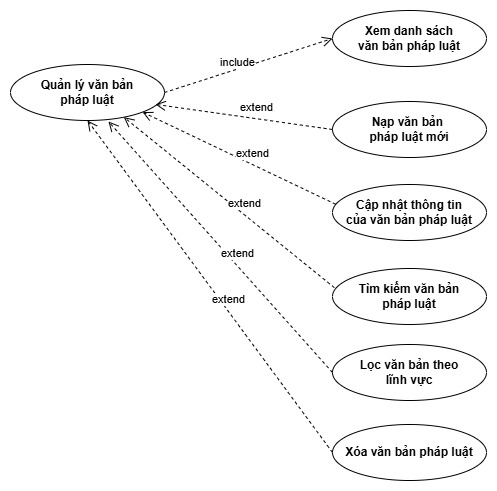 Xem danh sách
văn bản pháp luật
include
Quản lý văn bản
pháp luật
extend
Nạp văn bản
pháp luật mới
extend
Cập nhật thông tin
của văn bản pháp luật
extend
Tìm kiếm văn bản
pháp luật
extend
Lọc văn bản theo
lĩnh vực
extend
Xóa văn bản pháp luật